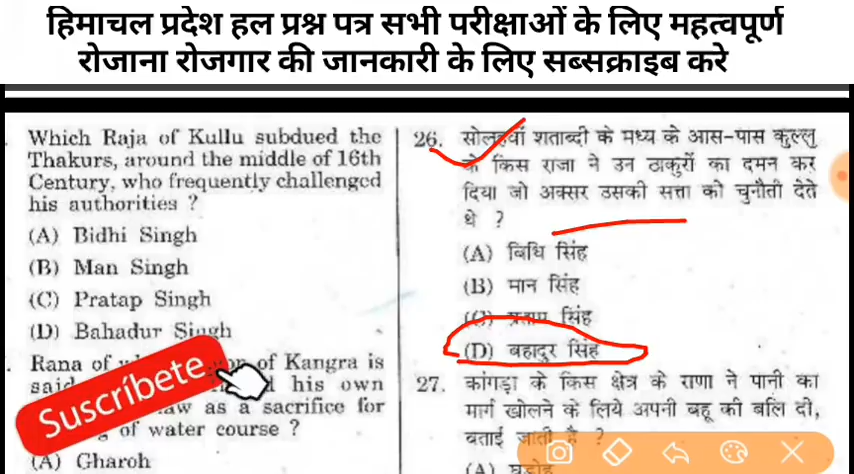 हिमाचल प्रदेश हल प्रश्न पत्र सभी परीक्षाओं के लिए महत्वपूर्ण
रोजाना रोजगार की जानकारी के लिए सब्सक्राइब करे
Which Raja of Kullu subdued the
Thakurs, around the middle of 16th
Century, who frequently challenged
his authorities ?
(A) Bidhi Singh
(B) Man Singh
(C) Pratap Singh
(D) Bahadur Singh
Rana of of Kangra is
said his own
as a sacrifice for
of water course ?
(A) Gharoh
Suscríbete
26. सोलहवीं शताब्दी के मध्य के आस-पास कुल्लू
के किस राजा ने उन ठाकुरों का दमन कर
दिया जो अक्सर उसकी सत्ता को चुनौती देते
थे ?
(A) बिधि सिंह
(B) मान सिंह
(C) प्रताप सिंह
(D) बहादुर सिंह
27. कांगड़ा के किस क्षेत्र के राणा ने पानी का
मार्ग खोलने के लिये अपनी बहू की बलि दी,
बताई जाती है ?
(A) घड़ोह